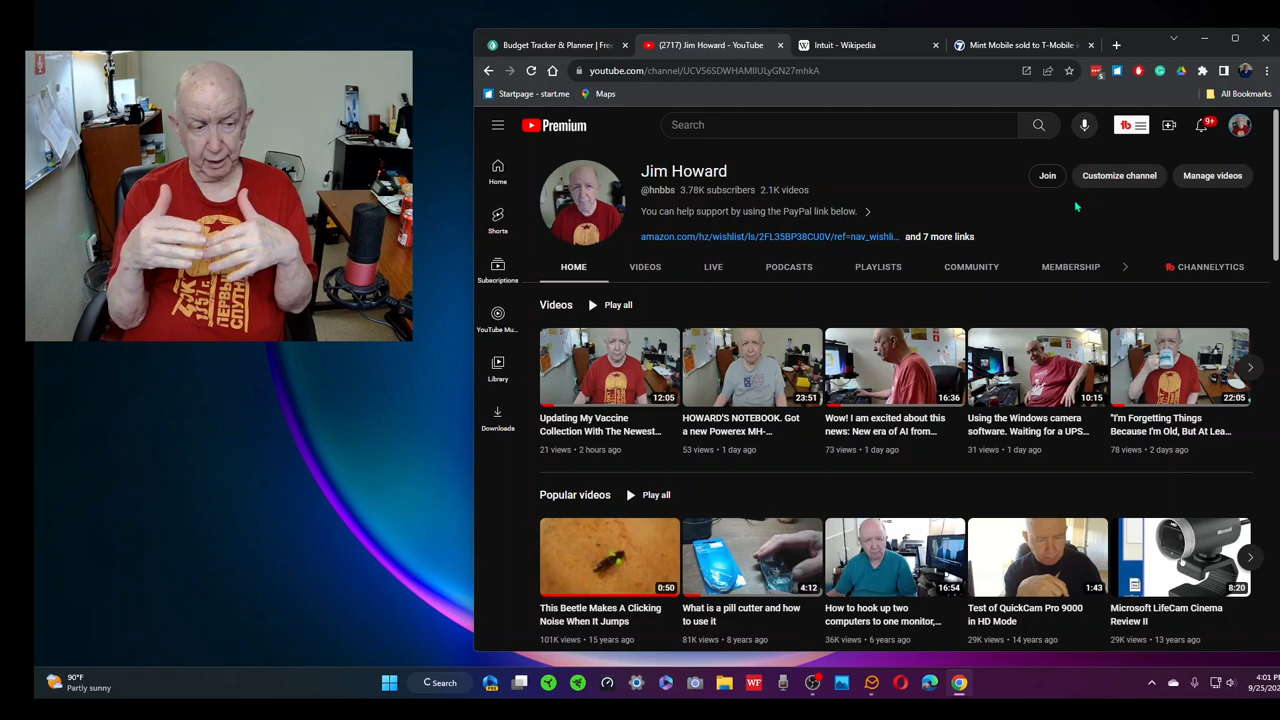 Budget Tracker & Planner | Free
(2717) Jim Howard - YouTube
Intuit - Wikipedia
Mint Mobile sold to T-Mobile i
youtube.com/channel/UCV56SDWHAMIlULyGN27mhkA
Startpage - start.me
Maps
All Bookmarks
Premium
Search
9+
Home
Shorts
Subscriptions
YouTube Mu...
Library
Downloads
Jim Howard
@hnbbs 3.78K subscribers 2.1K videos
You can help support by using the PayPal link below.
amazon.com/hz/wishlist/ls/2FL35BP38CU0V/ref=nav_wishli... and 7 more links
Join
Customize channel
Manage videos
HOME
VIDEOS
LIVE
PODCASTS
PLAYLISTS
COMMUNITY
MEMBERSHIP
CHANNELYTICS
Videos
Play all
12:05
23:51
16:36
10:15
22:05
Updating My Vaccine
Collection With The Newest...
21 views • 2 hours ago
HOWARD'S NOTEBOOK. Got
a new Powerex MH-...
53 views • 1 day ago
Wow! I am excited about this
news: New era of AI from...
73 views • 1 day ago
Using the Windows camera
software. Waiting for a UPS...
31 views • 1 day ago
"I'm Forgetting Things
Because I'm Old, But At Lea...
78 views • 2 days ago
Popular videos
Play all
0:50
4:12
16:54
1:43
8:20
This Beetle Makes A Clicking
Noise When It Jumps
101K views • 15 years ago
What is a pill cutter and how
to use it
81K views • 8 years ago
How to hook up two
computers to one monitor,...
36K views • 6 years ago
Test of QuickCam Pro 9000
in HD Mode
29K views • 14 years ago
Microsoft LifeCam Cinema
Review II
29K views • 13 years ago
90°F
Partly sunny
Search
WF
4:01 PM
9/25/202
1957г.
ПЕРВЫЙ
СПУТНИ